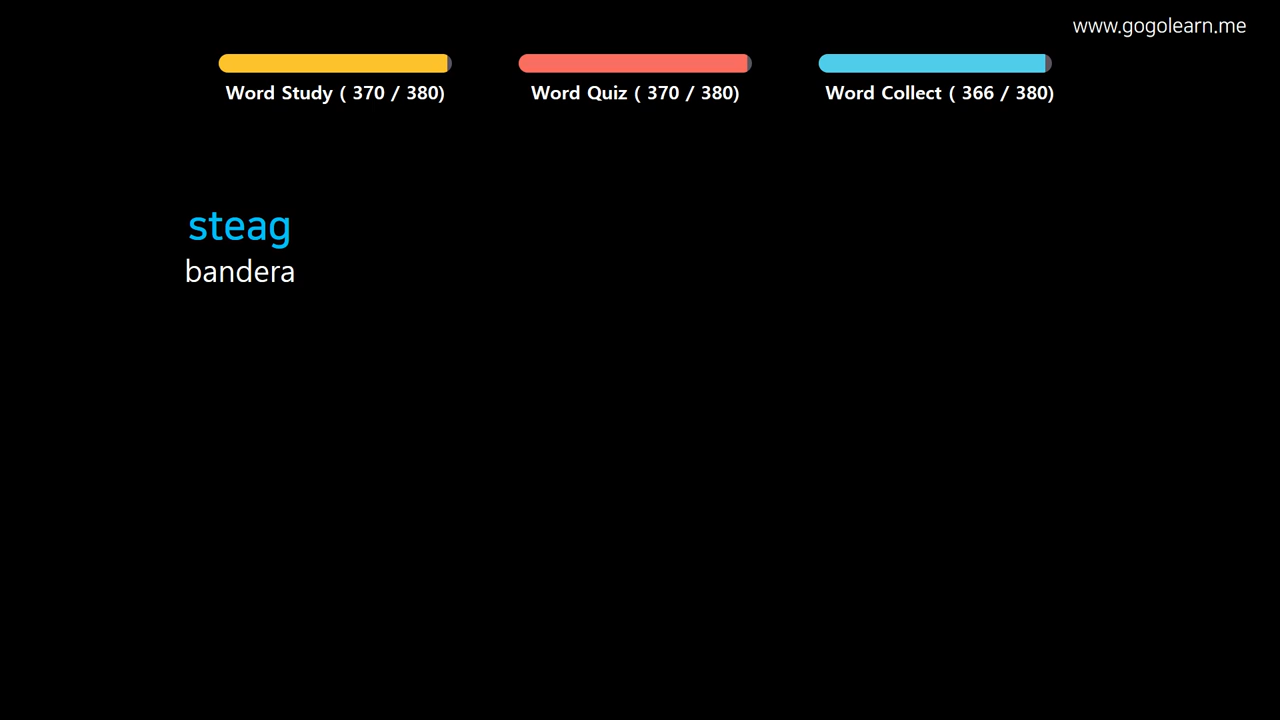 www.gogolearn.me
Word Study ( 370 / 380)
Word Quiz ( 370 / 380)
Word Collect ( 366 / 380)
steag
bandera